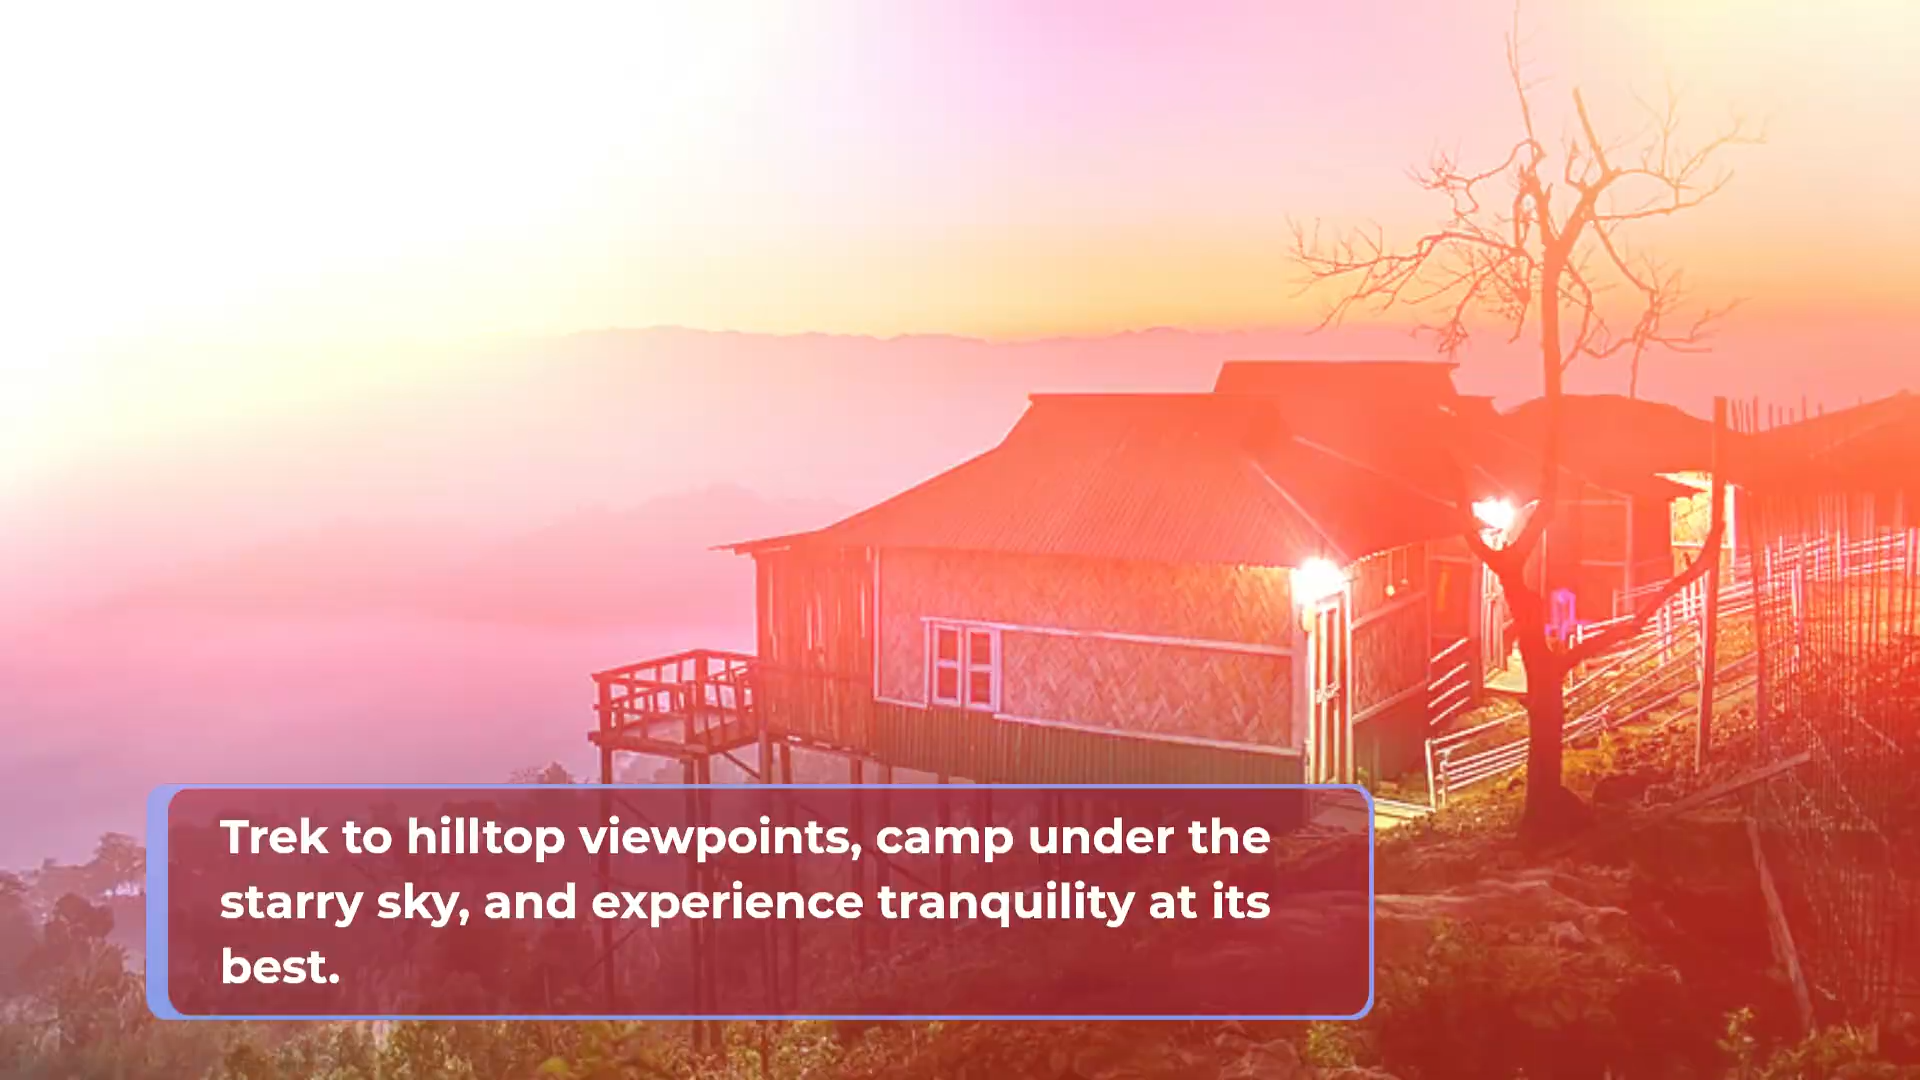 Trek to hilltop viewpoints, camp under the
starry sky, and experience tranquility at its
best.